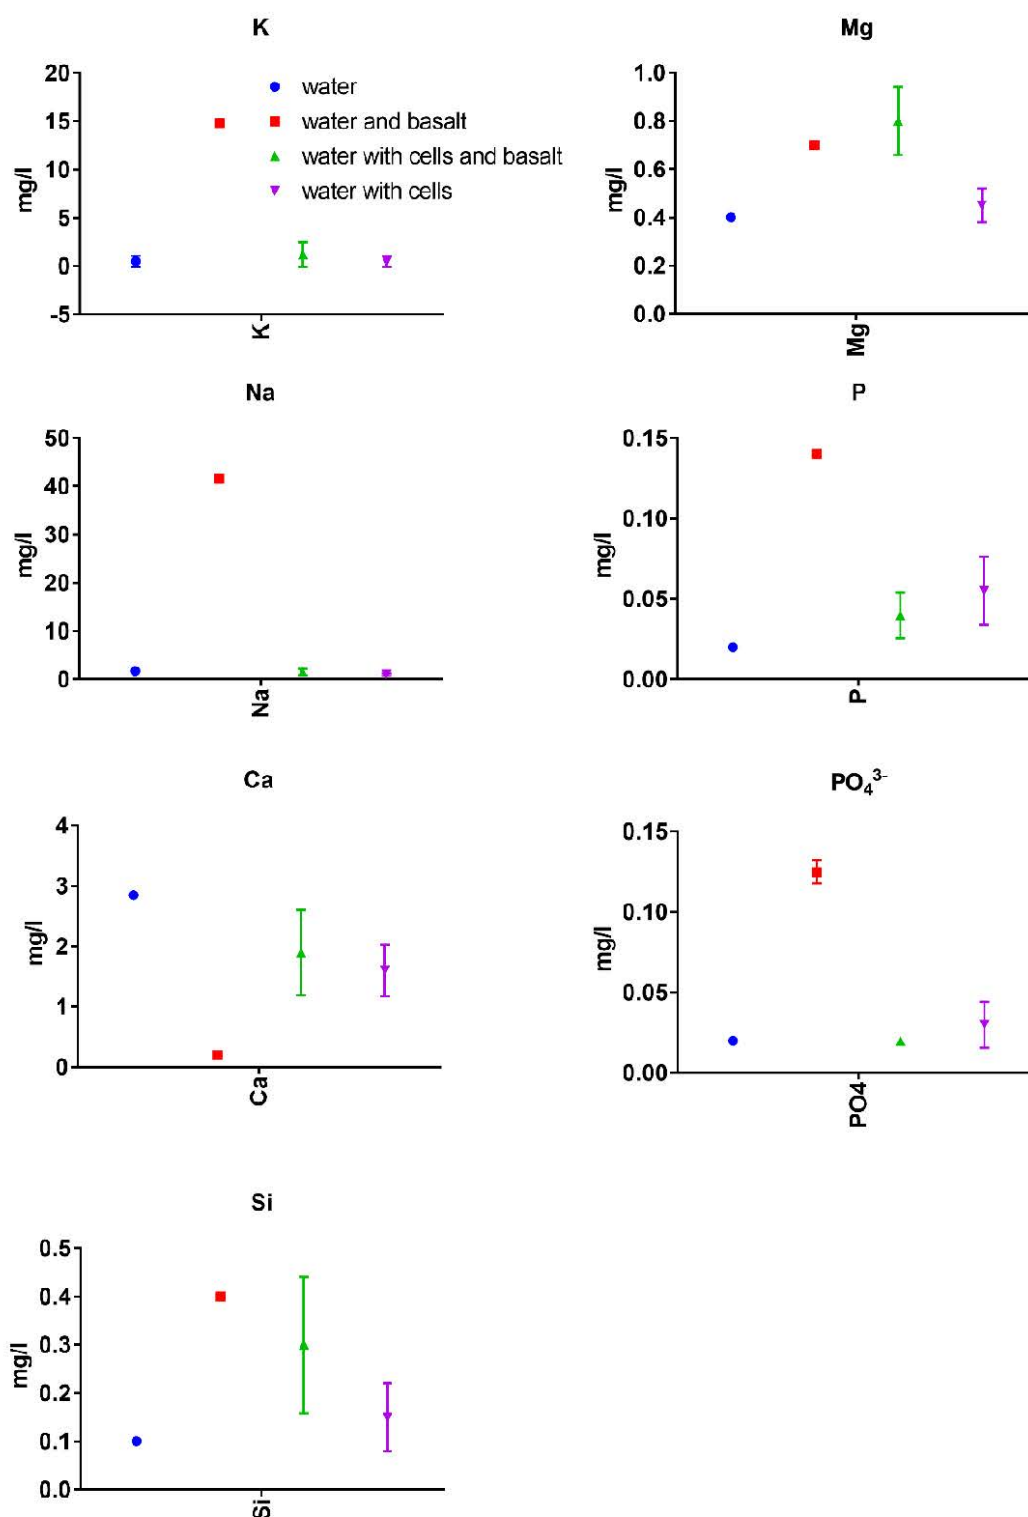 K
20
15
10
5
0
-5
mg/l
K
water
water and basalt
water with cells and basalt
water with cells
Mg
1.0
0.8
0.6
0.4
0.2
0.0
mg/l
Mg
Na
50
40
30
20
10
0
mg/l
Na
P
0.15
0.10
0.05
0.00
mg/l
P
Ca
4
3
2
1
0
mg/l
Ca
PO₄³⁻
0.15
0.10
0.05
0.00
mg/l
PO4
Si
0.5
0.4
0.3
0.2
0.1
0.0
mg/l
Si